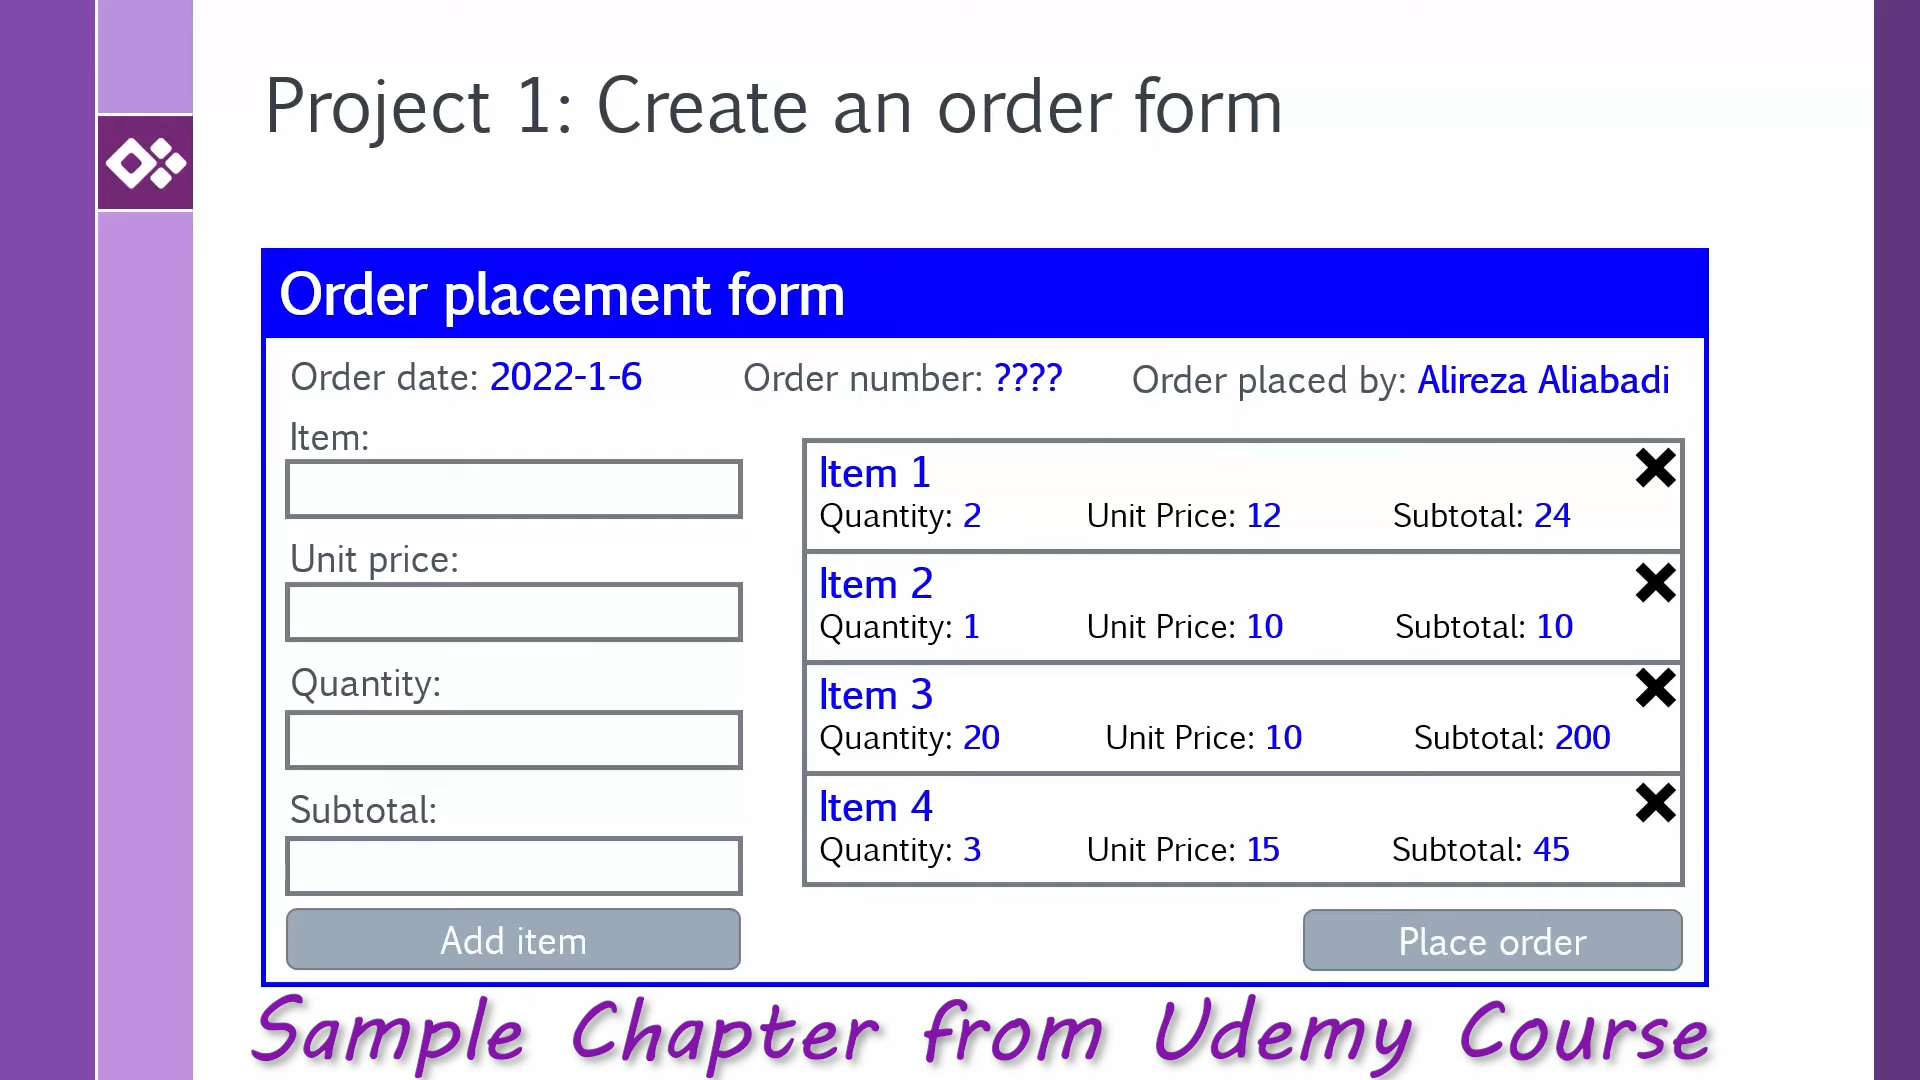 Project 1: Create an order form
Order placement form
Order date: 2022-1-6 Order number: ???? Order placed by: Alireza Aliabadi
Item:
Unit price:
Quantity:
Subtotal:
Add item
Item 1
Quantity: 2 Unit Price: 12 Subtotal: 24
Item 2
Quantity: 1 Unit Price: 10 Subtotal: 10
Item 3
Quantity: 20 Unit Price: 10 Subtotal: 200
Item 4
Quantity: 3 Unit Price: 15 Subtotal: 45
Place order
Sample Chapter from Udemy Course